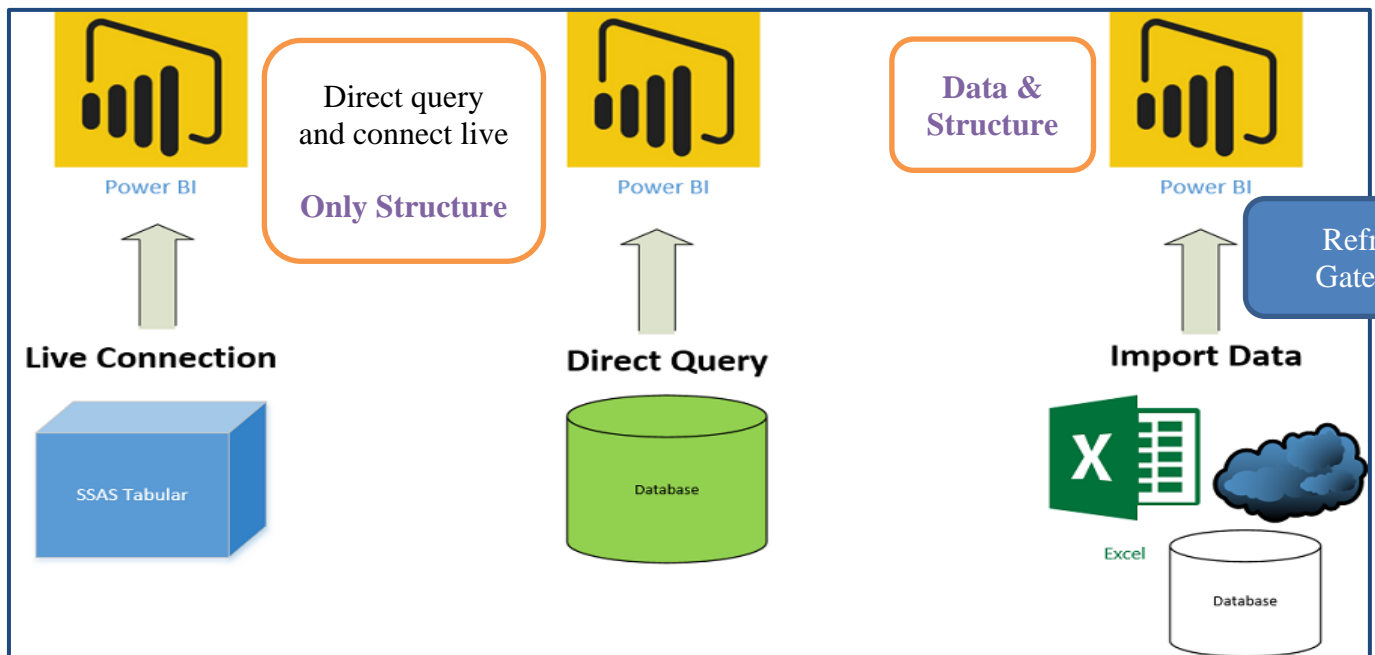 Direct query
and connect live
Only Structure
Data &
Structure
Power BI
Power BI
Power BI
Live Connection
Direct Query
Import Data
SSAS Tabular
Database
X
Excel
Database